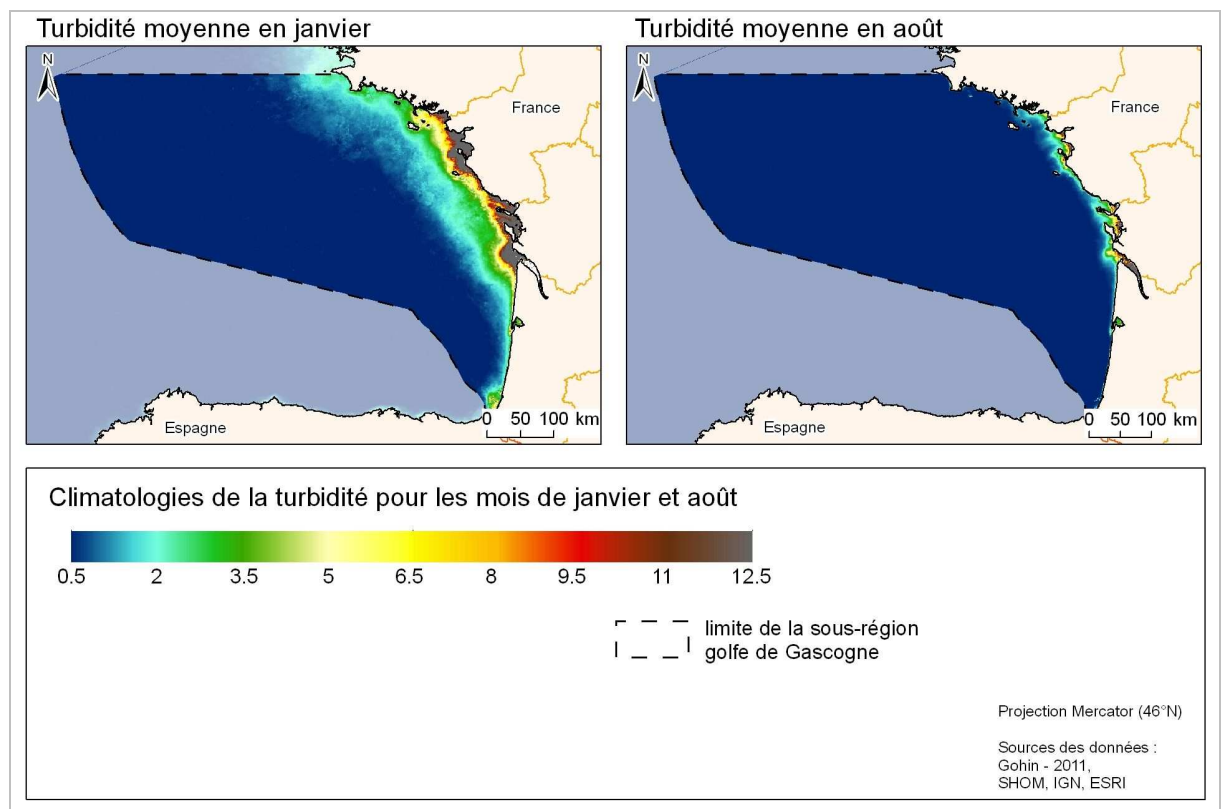 Turbidité moyenne en janvier
Turbidité moyenne en août
N
France
Espagne
0 50 100 km
N
France
Espagne
0 50 100 km
Climatologies de la turbidité pour les mois de janvier et août
0.5 2 3.5 5 6.5 8 9.5 11 12.5
limite de la sous-région
golfe de Gascogne
Projection Mercator (46°N)
Sources des données :
Gohin - 2011,
SHOM, IGN, ESRI